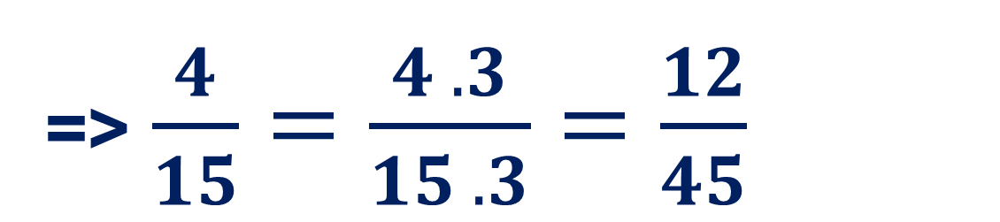 => 4/15 = 4 .3/15 .3 = 12/45